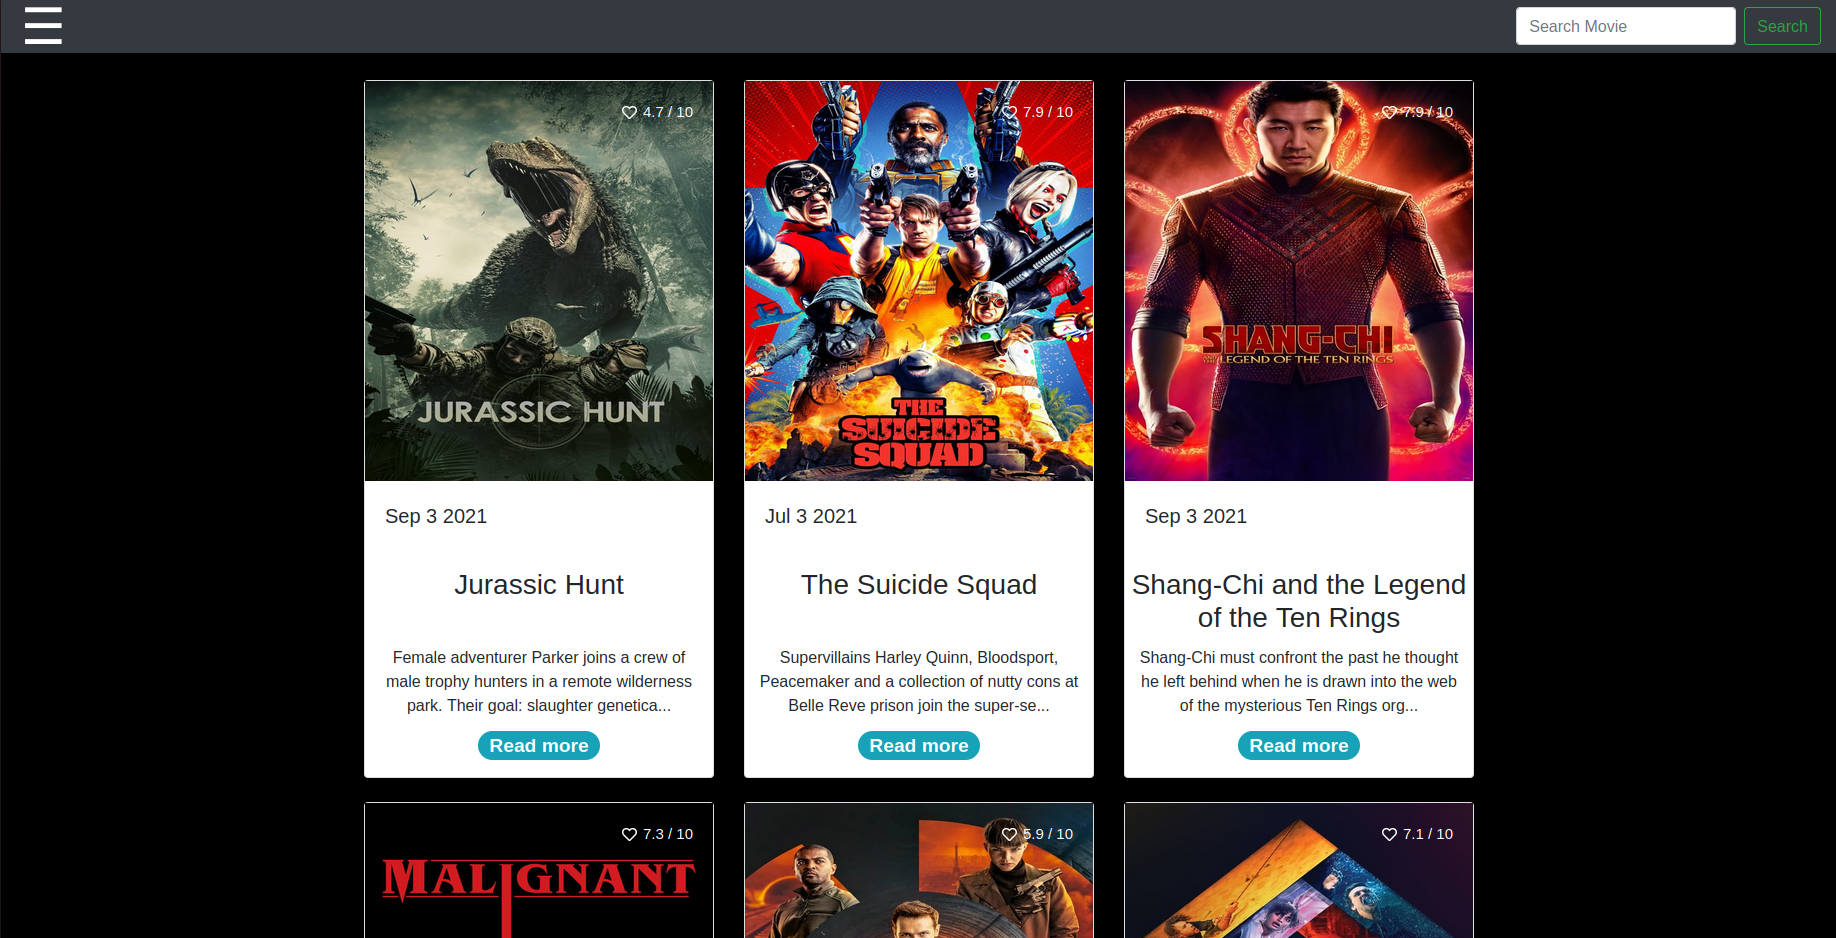 Search Movie
Search
4.7 / 10
JURASSIC HUNT
Sep 3 2021
Jurassic Hunt
Female adventurer Parker joins a crew of
male trophy hunters in a remote wilderness
park. Their goal: slaughter genetica...
Read more
7.9 / 10
THE
SUICIDE
SQUAD
Jul 3 2021
The Suicide Squad
Supervillains Harley Quinn, Bloodsport,
Peacemaker and a collection of nutty cons at
Belle Reve prison join the super-se...
Read more
7.9 / 10
SHANG-CHI
AND THE LEGEND OF THE TEN RINGS
Sep 3 2021
Shang-Chi and the Legend
of the Ten Rings
Shang-Chi must confront the past he thought
he left behind when he is drawn into the web
of the mysterious Ten Rings org...
Read more
7.3 / 10
MALIGNANT
5.9 / 10
7.1 / 10